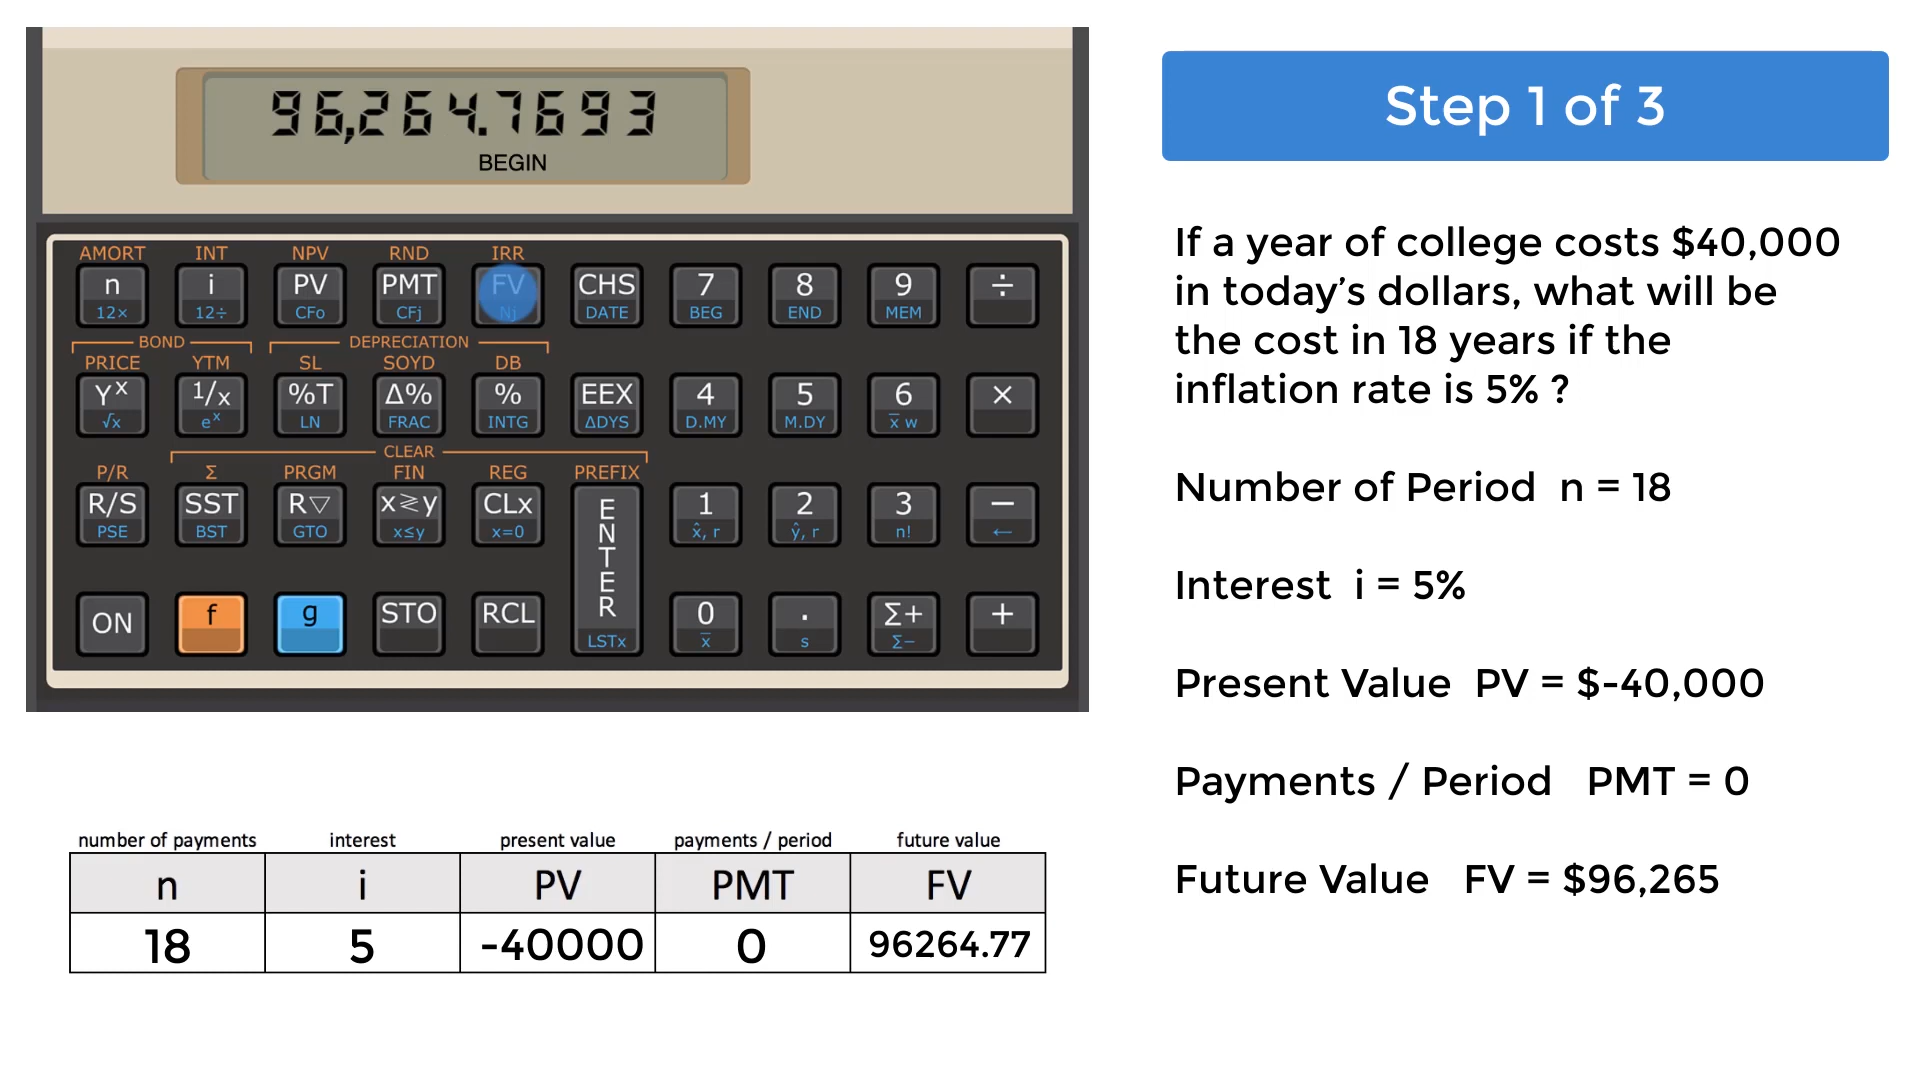 96,264.7693
BEGIN
AMORT INT NPV RND IRR
n i PV PMT FV CHS 7 8 9 ÷
12× 12÷ CFo CFj Nj DATE BEG END MEM
BOND DEPRECIATION
PRICE YTM SL SOYD DB
Yx 1/x %T Δ% % EEX 4 5 6 ×
√x ex LN FRAC INTG ΔDYS D.MY M.DY x̅ w
CLEAR
P/R Σ PRGM FIN REG PREFIX
R/S SST R▽ x≷y CLx ENTER 1 2 3 −
PSE BST GTO x≤y x=0 x̂, r ŷ, r n! ←
ON f g STO RCL 0 . Σ+ +
LSTx x̅ s Σ−
number of payments interest present value payments / period future value
n i PV PMT FV
18 5 -40000 0 96264.77
Step 1 of 3
If a year of college costs $40,000
in today’s dollars, what will be
the cost in 18 years if the
inflation rate is 5% ?
Number of Period n = 18
Interest i = 5%
Present Value PV = $-40,000
Payments / Period PMT = 0
Future Value FV = $96,265